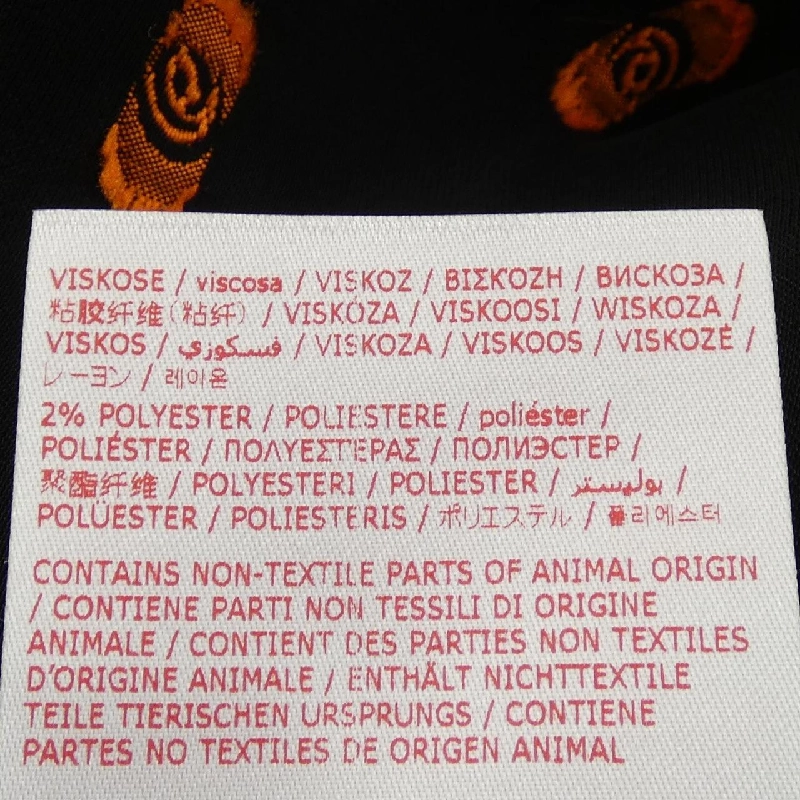 VISKOSE / viscosa / VISKOZ / ΒΙΣΚΟΖΗ / ВИСКОЗА /
粘胶纤维(粘纤) / VISKÓZA / VISKOOSI / WISKOZA /
VISKOS / فسكوزي / VISKOZA / VISKOOS / VISKOZĖ /
レーヨン / 레이온
2% POLYESTER / POLIESTERE / poliéster /
POLIÉSTER / ΠΟΛΥΕΣΤΕΡΑΣ / ПОЛИЭСТЕР /
聚酯纤维 / POLYESTERI / POLIESTER / بوليستر /
POLÜESTER / POLIESTERIS / ポリエステル / 폴리에스터
CONTAINS NON-TEXTILE PARTS OF ANIMAL ORIGIN
/ CONTIENE PARTI NON TESSILI DI ORIGINE
ANIMALE / CONTIENT DES PARTIES NON TEXTILES
D'ORIGINE ANIMALE / ENTHÄLT NICHTTEXTILE
TEILE TIERISCHEN URSPRUNGS / CONTIENE
PARTES NO TEXTILES DE ORIGEN ANIMAL